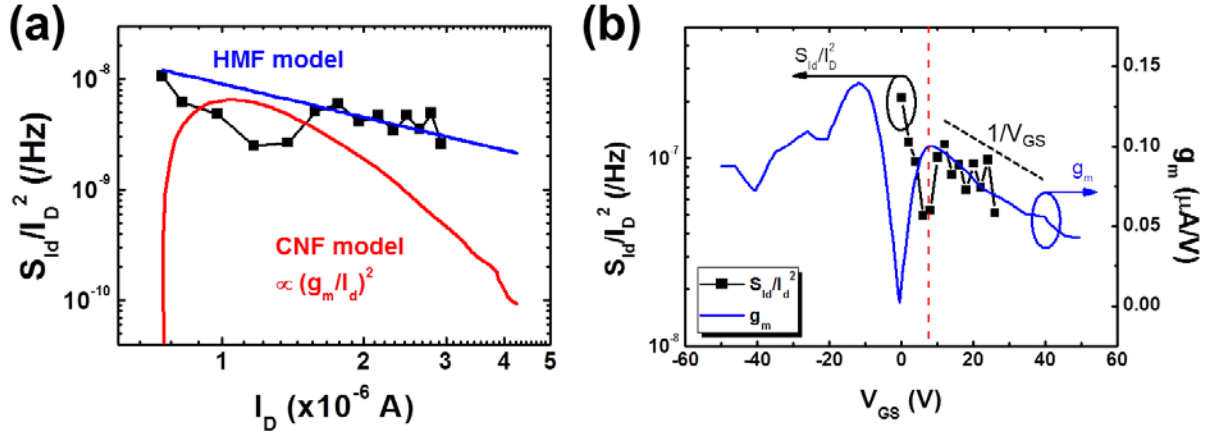 (a)
S_Id/I_D^2 (/Hz)
10^-8
10^-9
10^-10
HMF model
CNF model
∝ (g_m/I_d)^2
1
2
3
4
5
I_D (x10^-6 A)
(b)
S_Id/I_D^2 (/Hz)
10^-7
10^-8
S_Id/I_D^2
1/V_GS
g_m
S_Id/I_d^2
g_m
0.15
0.10
0.05
0.00
g_m (μA/V)
-60
-40
-20
0
20
40
60
V_GS (V)